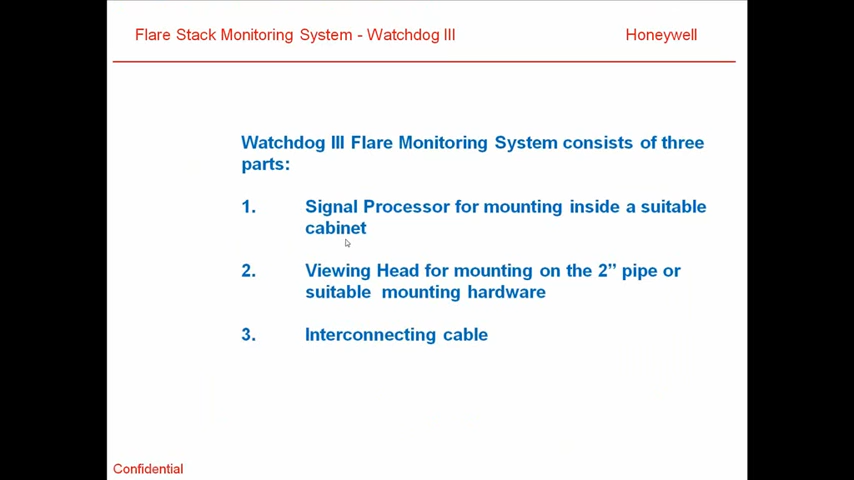 Flare Stack Monitoring System - Watchdog III Honeywell
Watchdog III Flare Monitoring System consists of three
parts:
1. Signal Processor for mounting inside a suitable
cabinet
2. Viewing Head for mounting on the 2” pipe or
suitable mounting hardware
3. Interconnecting cable
Confidential